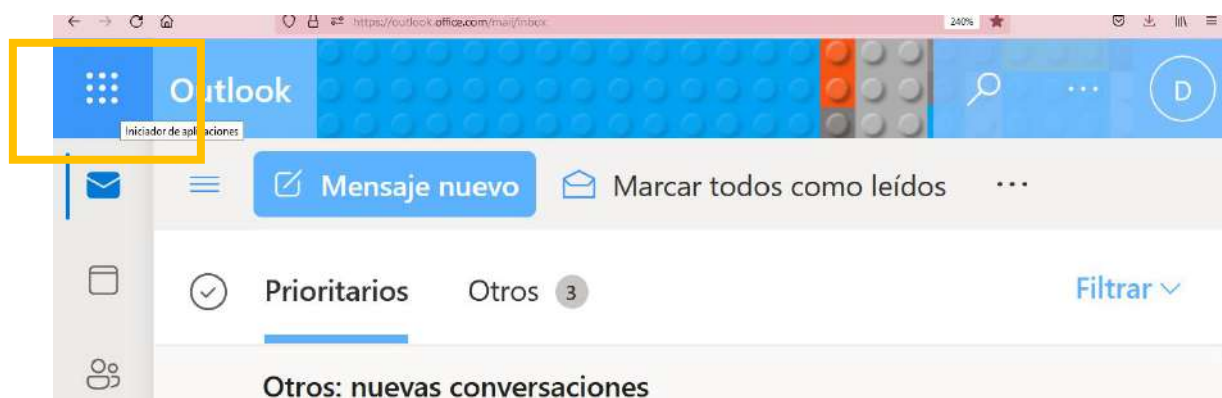 https://outlook.office.com/mail/inbox
240%
Outlook
D
Iniciador de aplicaciones
Mensaje nuevo
Marcar todos como leídos
Prioritarios
Otros 3
Filtrar
Otros: nuevas conversaciones